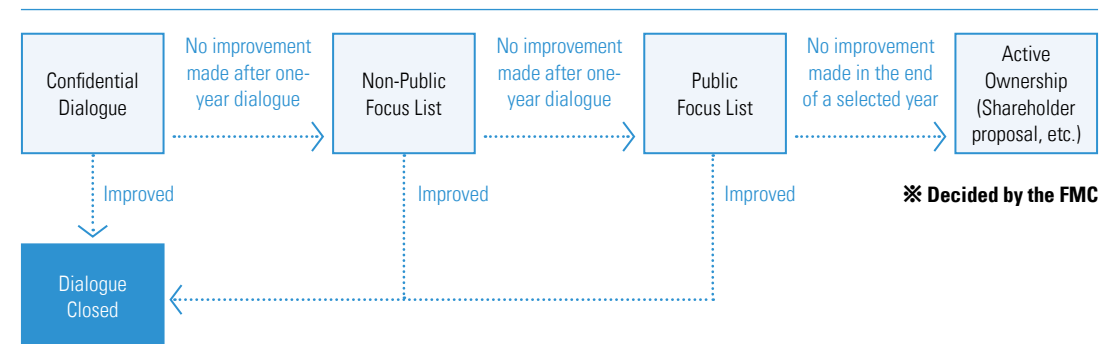 Confidential
Dialogue
No improvement
made after one-
year dialogue
Non-Public
Focus List
No improvement
made after one-
year dialogue
Public
Focus List
No improvement
made in the end
of a selected year
Active
Ownership
(Shareholder
proposal, etc.)
Improved
Improved
Improved
※ Decided by the FMC
Dialogue
Closed